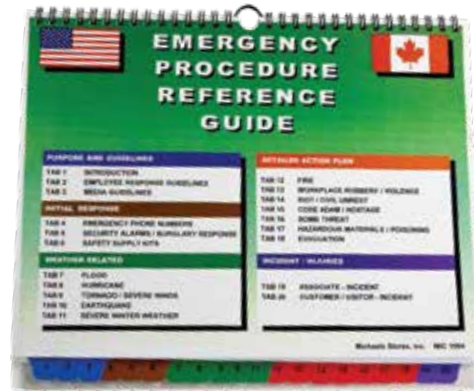 EMERGENCY
PROCEDURE
REFERENCE
GUIDE
PURPOSE AND GUIDELINES
TAB 1 INTRODUCTION
TAB 2 EMPLOYEE RESPONSE GUIDELINES
TAB 3 MEDIA GUIDELINES
INITIAL RESPONSE
TAB 4 EMERGENCY PHONE NUMBERS
TAB 5 SECURITY ALARMS / BURGLARY RESPONSE
TAB 6 SAFETY SUPPLY KITS
WEATHER RELATED
TAB 7 FLOOD
TAB 8 HURRICANE
TAB 9 TORNADO / SEVERE WINDS
TAB 10 EARTHQUAKE
TAB 11 SEVERE WINTER WEATHER
DETAILED ACTION PLAN
TAB 12 FIRE
TAB 13 WORKPLACE ROBBERY / VIOLENCE
TAB 14 RIOT / CIVIL UNREST
TAB 15 CODE ADAM / HOSTAGE
TAB 16 BOMB THREAT
TAB 17 HAZARDOUS MATERIALS / POISONING
TAB 18 EVACUATION
INCIDENT / INJURIES
TAB 19 ASSOCIATE - INCIDENT
TAB 20 CUSTOMER / VISITOR - INCIDENT
Michaels Stores, Inc.